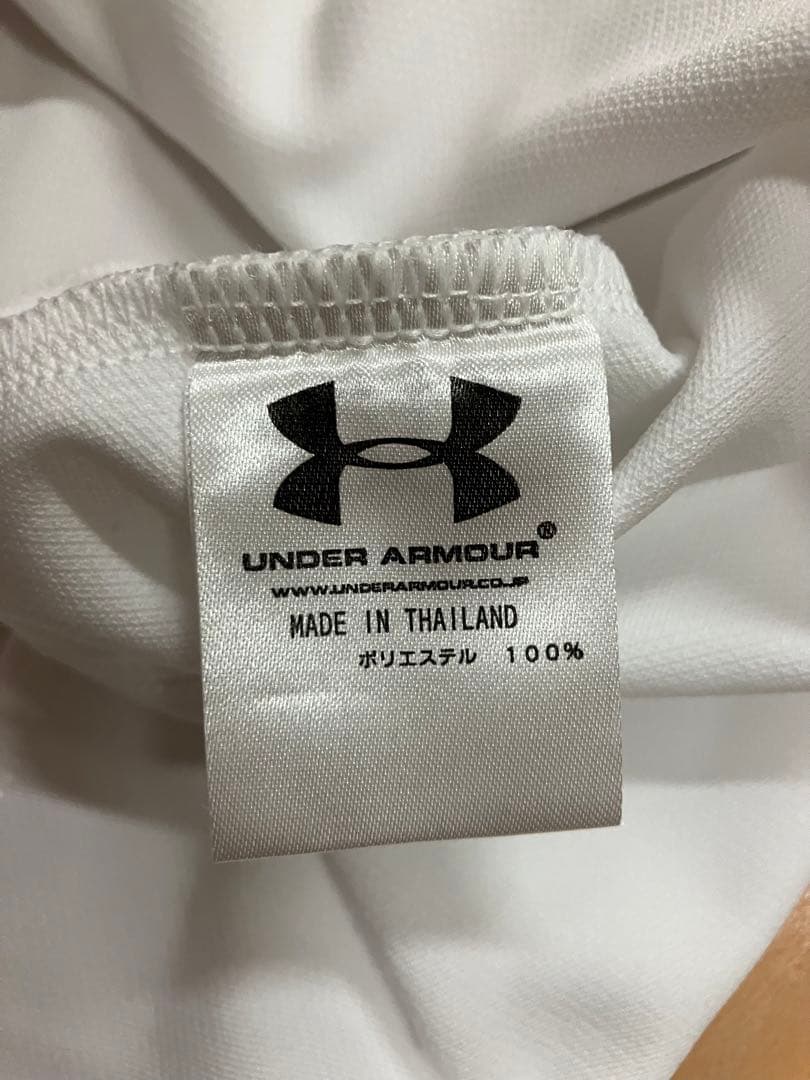 UNDER ARMOUR®
WWW.UNDERARMOUR.CO.JP
MADE IN THAILAND
ポリエステル 100%